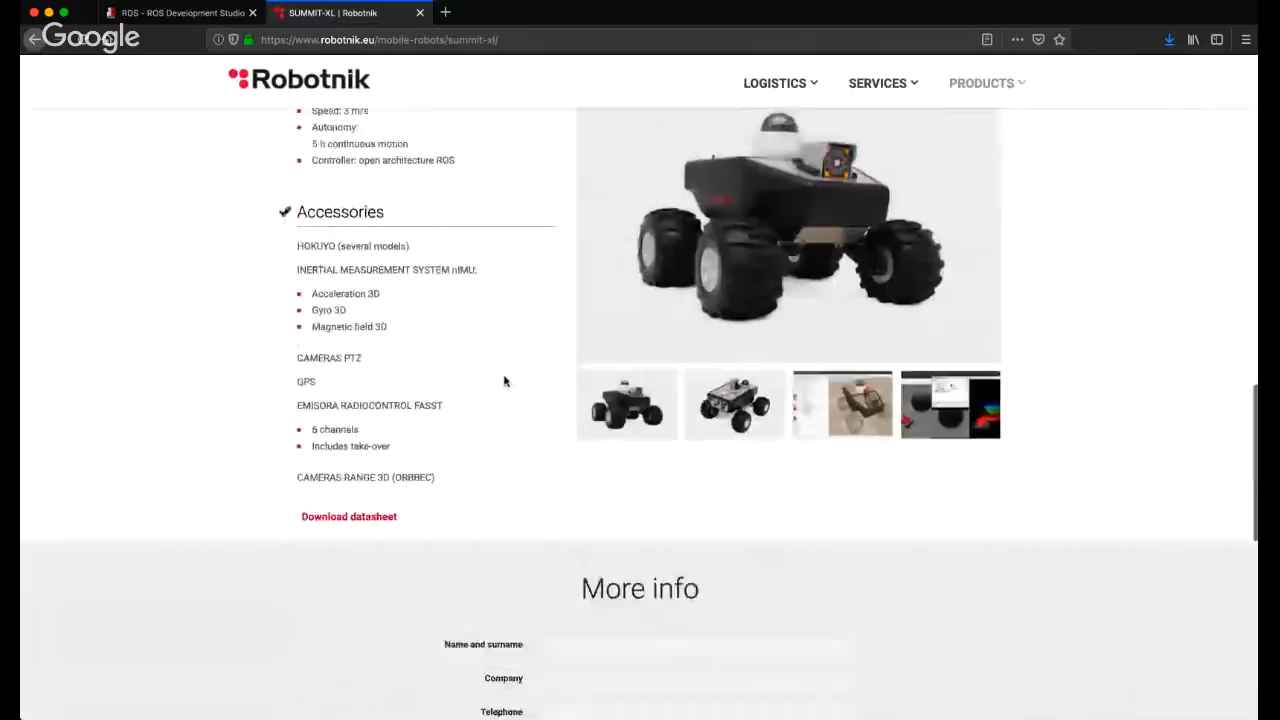 RDS - ROS Development Studio
SUMMIT-XL | Robotnik
Google
https://www.robotnik.eu/mobile-robots/summit-xl/
Robotnik
LOGISTICS
SERVICES
PRODUCTS
Speed: 3 m/s
Autonomy
5 h continuous motion
Controller: open architecture ROS
Accessories
HOKUYO (several models)
INERTIAL MEASUREMENT SYSTEM nIMU:
Acceleration 3D
Gyro 3D
Magnetic field 3D
CAMERAS PTZ
GPS
EMISORA RADIOCONTROL FASST
6 channels
Includes take-over
CAMERAS RANGE 3D (ORBBEC)
Download datasheet
More info
Name and surname
Company
Telephone